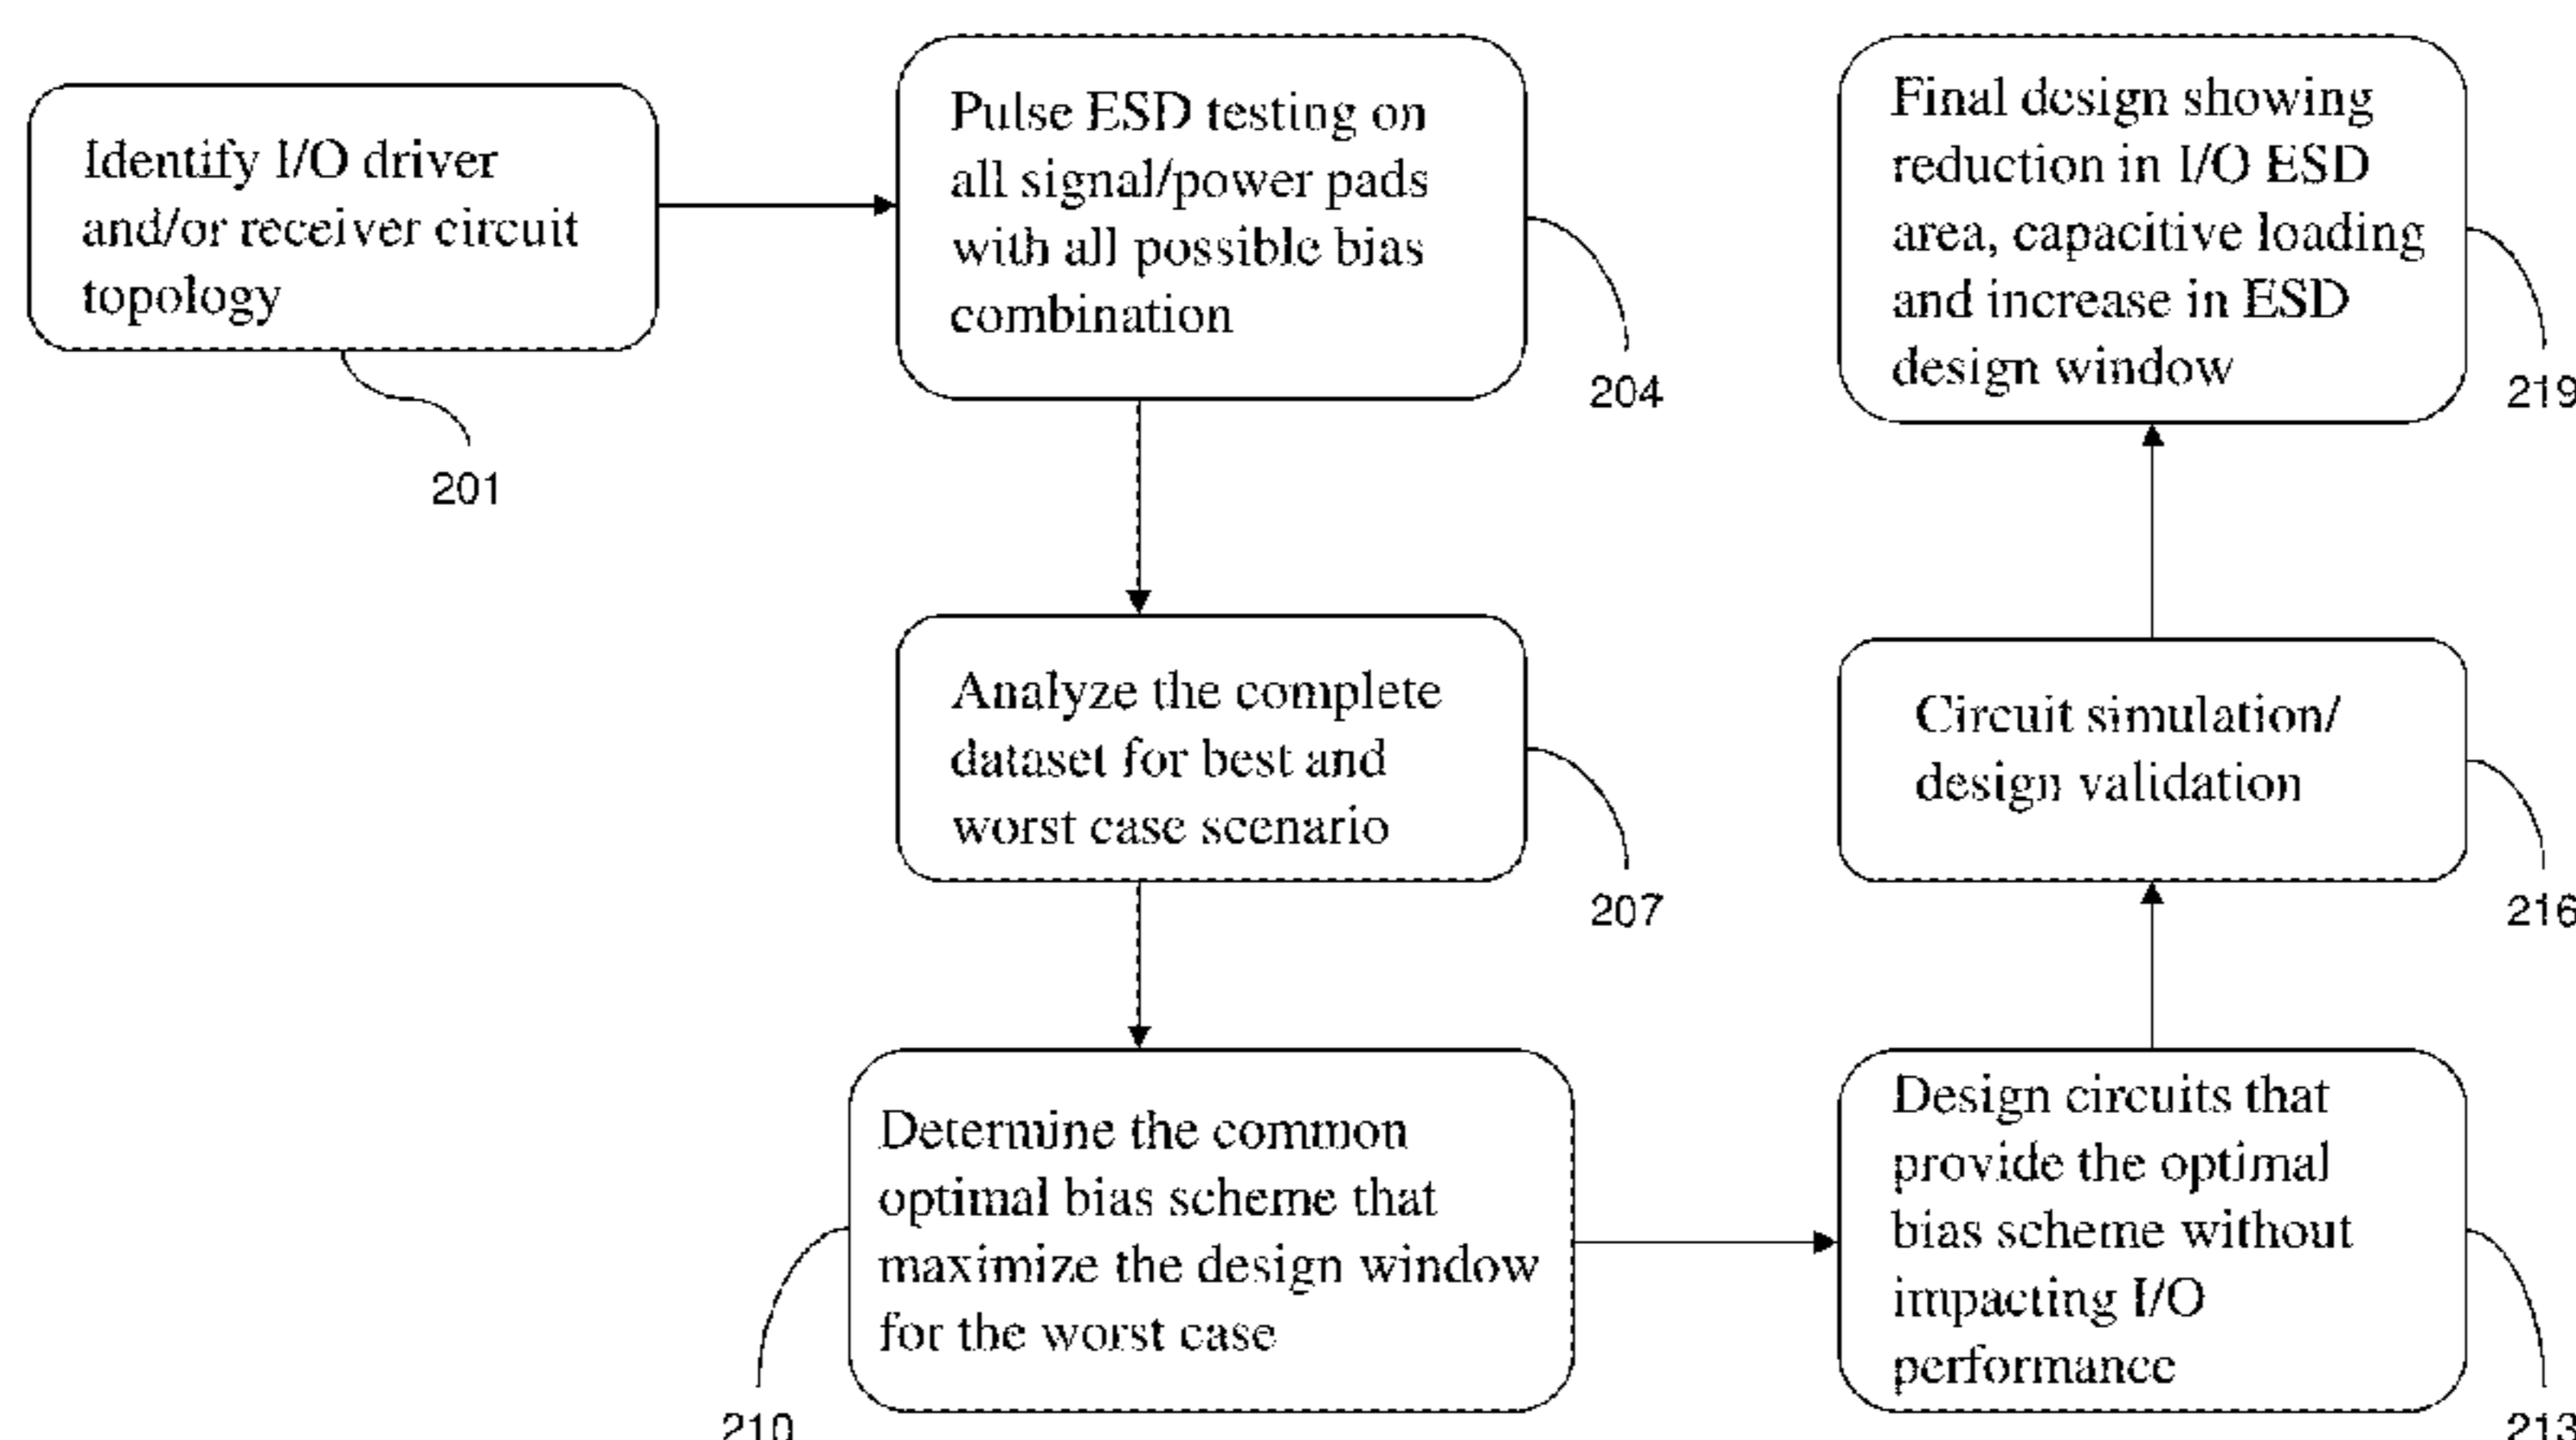 Identify I/O driver
and/or receiver circuit
topology
201
Pulse ESD testing on
all signal/power pads
with all possible bias
combination
204
Analyze the complete
dataset for best and
worst case scenario
207
Determine the common
optimal bias scheme that
maximize the design window
for the worst case
210
Design circuits that
provide the optimal
bias scheme without
impacting I/O
performance
213
Circuit simulation/
design validation
216
Final design showing
reduction in I/O ESD
area, capacitive loading
and increase in ESD
design window
219